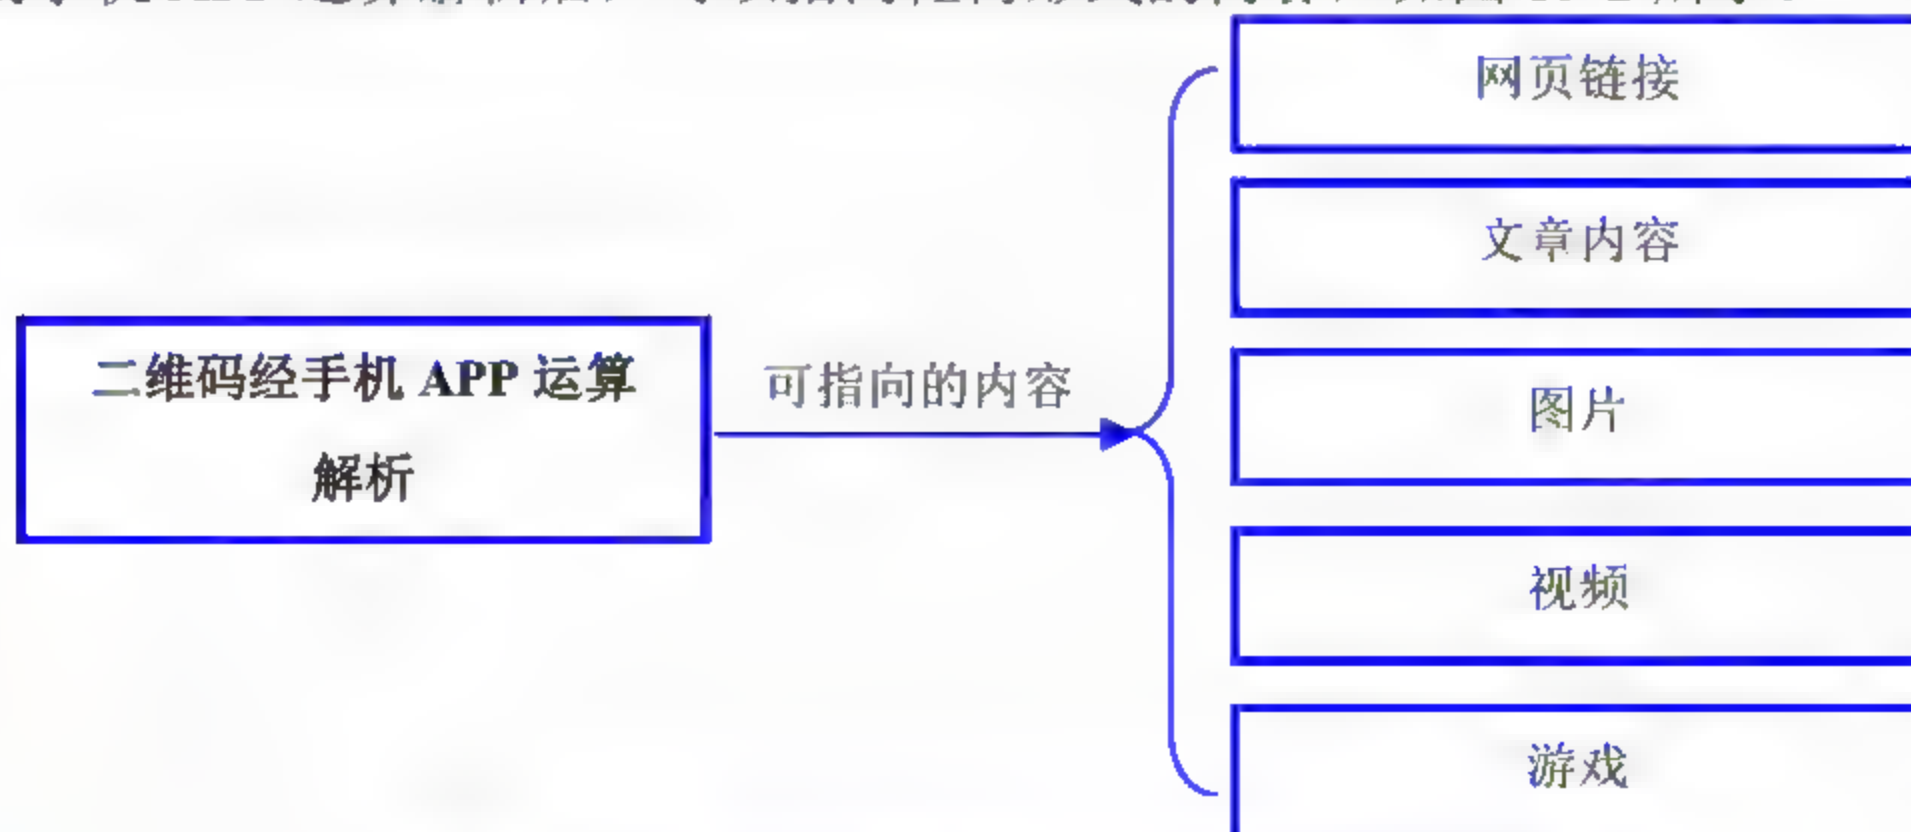 网页链接
文章内容
二维码经手机 APP 运算
解析
可指向的内容
图片
视频
游戏